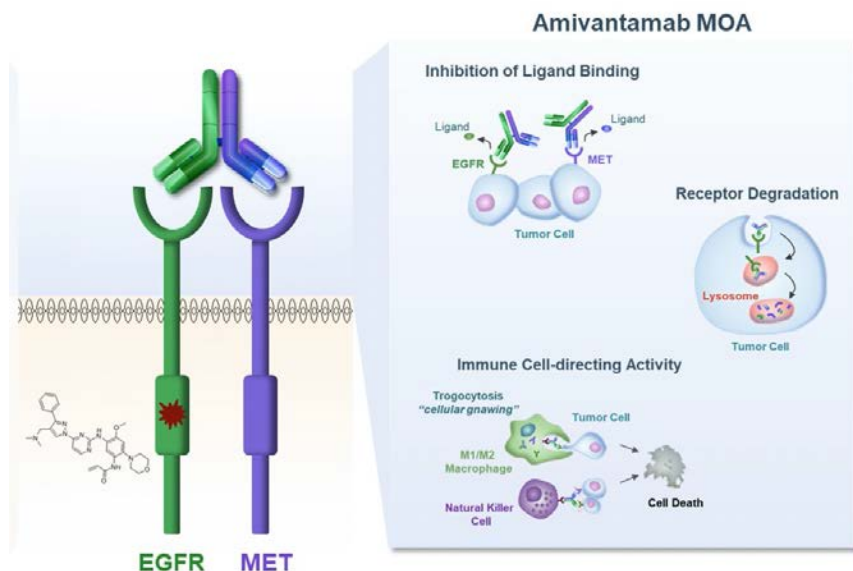 Amivantamab MOA
Inhibition of Ligand Binding
Ligand
Ligand
EGFR
MET
Tumor Cell
Receptor Degradation
Lysosome
Tumor Cell
Immune Cell-directing Activity
Trogocytosis
"cellular gnawing"
Tumor Cell
M1/M2
Macrophage
Natural Killer
Cell
Cell Death
N
N
N
N
N
H
N
O
N
O
NH
O
EGFR
MET